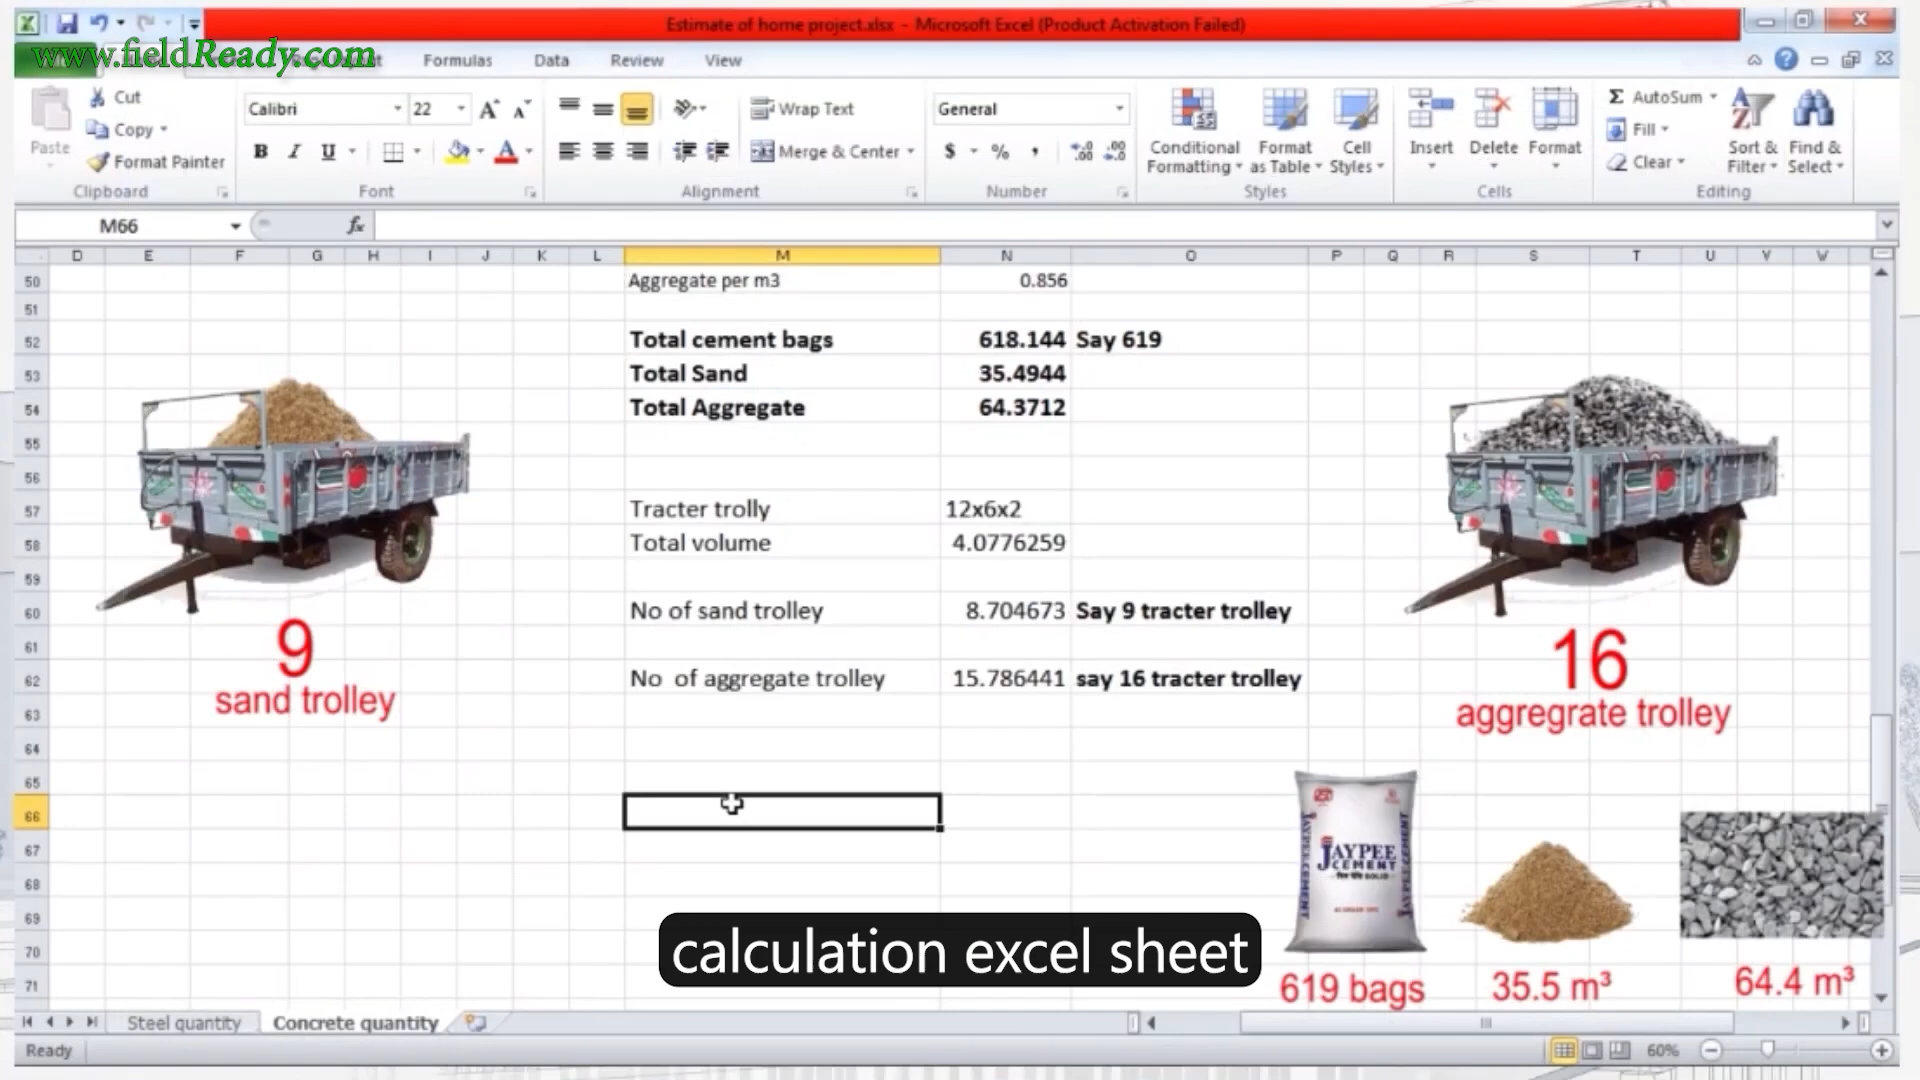 Estimate of home project.xlsx - Microsoft Excel (Product Activation Failed)
www.fieldReady.com
Formulas
Data
Review
View
Paste
Cut
Copy
Format Painter
Clipboard
Calibri
22
B I U
Font
Wrap Text
Merge & Center
Alignment
General
$ % ,
Number
Conditional Formatting
Format as Table
Cell Styles
Styles
Insert
Delete
Format
Cells
Σ AutoSum
Fill
Clear
Sort & Filter
Find & Select
Editing
M66
fx
D E F G H I J K L M N O P Q R S T U V W
50 Aggregate per m3 0.856
51
52 Total cement bags 618.144 Say 619
53 Total Sand 35.4944
54 Total Aggregate 64.3712
55
56
57 Tracter trolly 12x6x2
58 Total volume 4.0776259
59
60 No of sand trolley 8.704673 Say 9 tracter trolley
61
62 No of aggregate trolley 15.786441 say 16 tracter trolley
63
64
65
66
67
68
69
70
71
9
sand trolley
16
aggregrate trolley
JAYPEE
CEMENT
619 bags
35.5 m³
64.4 m³
calculation excel sheet
Steel quantity
Concrete quantity
Ready
60%